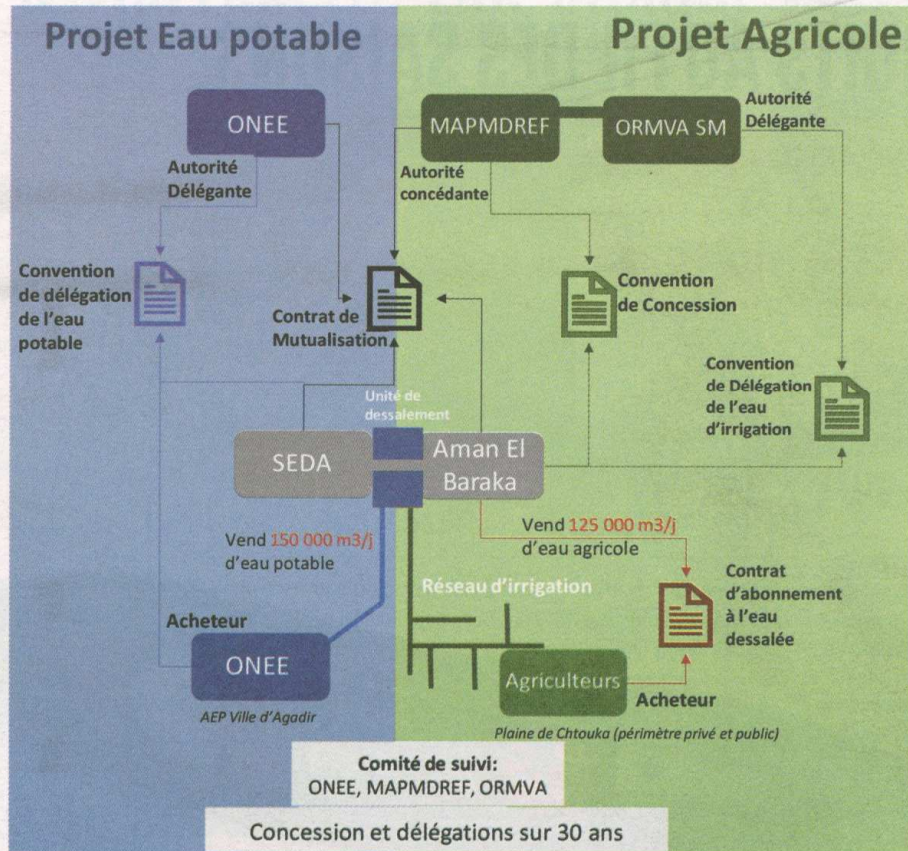 Projet Eau potable
Projet Agricole
ONEE
MAPMDREF
ORMVA SM
Autorité
Délégante
Autorité
Délégante
Autorité
concédante
Convention
de délégation
de l'eau
potable
Contrat de
Mutualisation
Convention
de Concession
Convention
de Délégation
de l'eau
d'irrigation
Unité de
dessalement
SEDA
Aman El
Baraka
Vend 150 000 m3/j
d'eau potable
Vend 125 000 m3/j
d'eau agricole
Réseau d'irrigation
Contrat
d'abonnement
à l'eau
dessalée
Acheteur
ONEE
AEP Ville d'Agadir
Agriculteurs
Acheteur
Plaine de Chtouka (périmètre privé et public)
Comité de suivi:
ONEE, MAPMDREF, ORMVA
Concession et délégations sur 30 ans